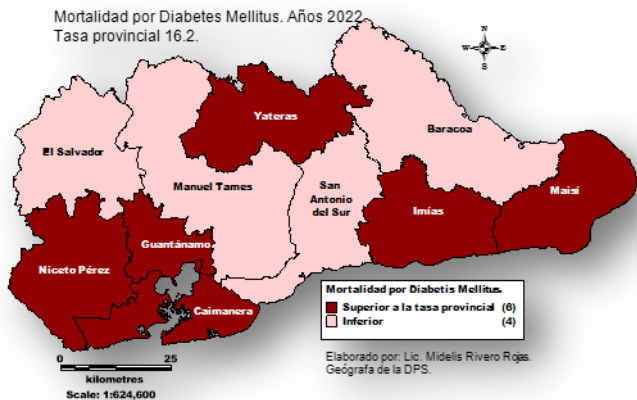 Mortalidad por Diabetes Mellitus. Años 2022.
Tasa provincial 16.2.
N
W E
S
Yateras
Baracoa
El Salvador
Maisí
Manuel Tames
San
Antonio
del Sur
Imías
Guantánamo
Niceto Pérez
Caimanera
Mortalidad por Diabetis Mellitus.
Superior a la tasa provincial (6)
Inferior (4)
0 25
kilometres
Scale: 1:624,600
Elaborado por: Lic. Midelis Rivero Rojas.
Geógrafa de la DPS.